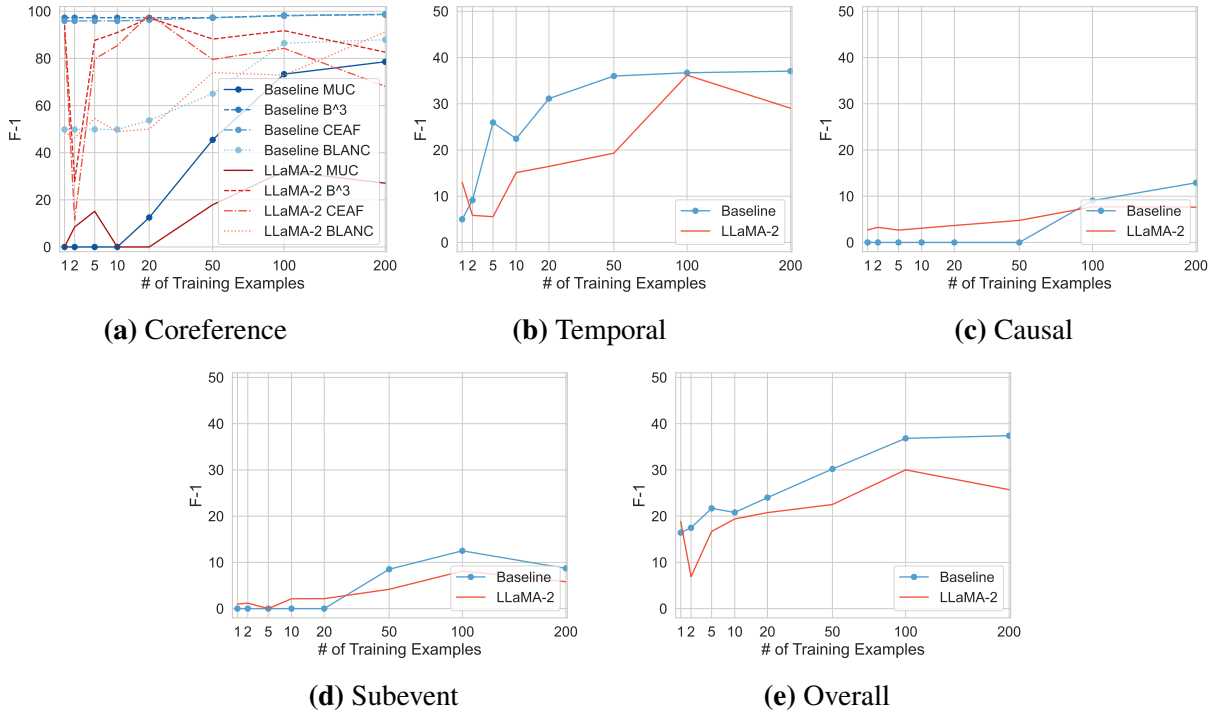 100
80
60
40
20
0
F-1
1 2 5 10 20 50 100 200
# of Training Examples
Baseline MUC
Baseline B^3
Baseline CEAF
Baseline BLANC
LLaMA-2 MUC
LLaMA-2 B^3
LLaMA-2 CEAF
LLaMA-2 BLANC
(a) Coreference
50
40
30
20
10
0
F-1
1 2 5 10 20 50 100 200
# of Training Examples
Baseline
LLaMA-2
(b) Temporal
50
40
30
20
10
0
F-1
1 2 5 10 20 50 100 200
# of Training Examples
Baseline
LLaMA-2
(c) Causal
50
40
30
20
10
0
F-1
1 2 5 10 20 50 100 200
# of Training Examples
Baseline
LLaMA-2
(d) Subevent
50
40
30
20
10
0
F-1
1 2 5 10 20 50 100 200
# of Training Examples
Baseline
LLaMA-2
(e) Overall